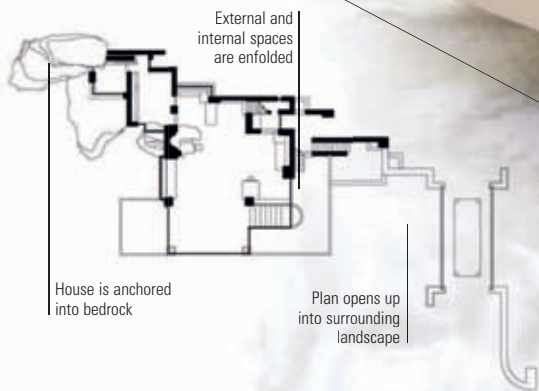 External and
internal spaces
are enfolded
House is anchored
into bedrock
Plan opens up
into surrounding
landscape